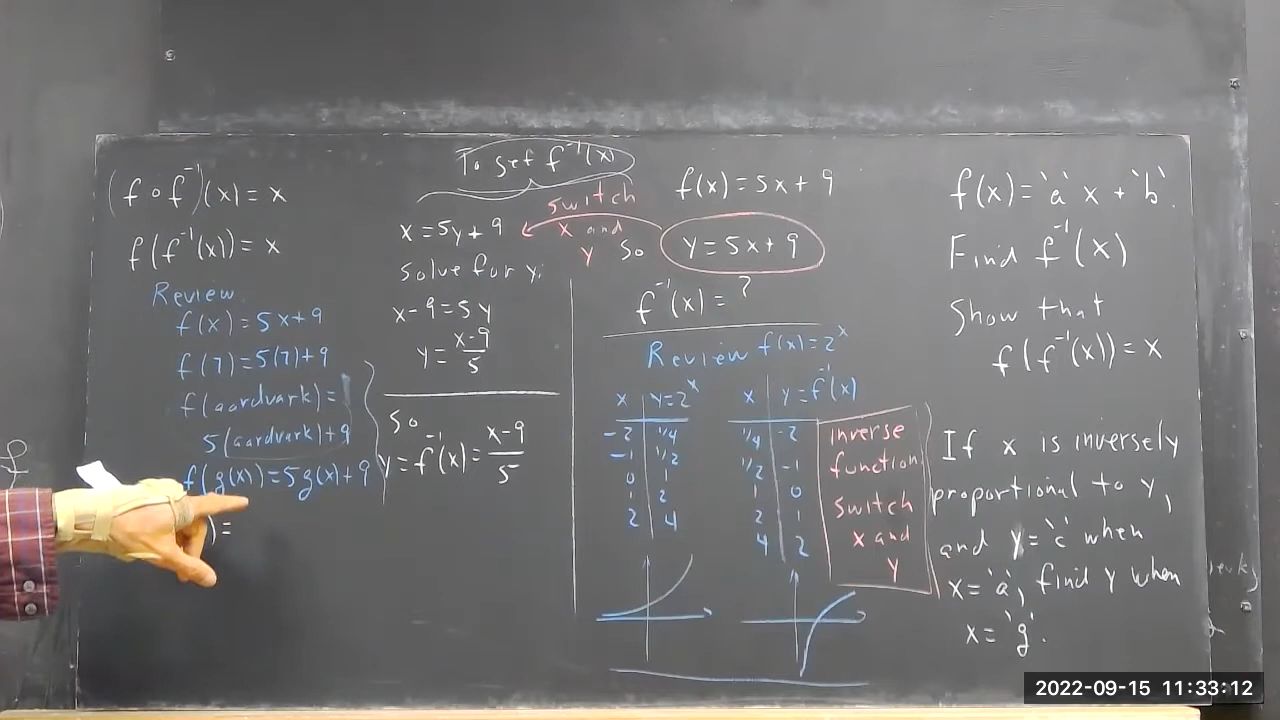 (f ∘ f⁻¹)(x) = x
f(f⁻¹(x)) = x
Review
f(x) = 5x+9
f(7) = 5(7)+9
f(aardvark) =
5(aardvark)+9
f(g(x)) = 5g(x)+9
) =
To get f⁻¹(x)
x = 5y + 9
switch
x and
y
Solve for y:
x - 9 = 5y
y = (x-9)/5
So
y = f⁻¹(x) = (x-9)/5
f(x) = 5x + 9
so y = 5x + 9
f⁻¹(x) = ?
Review f(x) = 2ˣ
x y = 2ˣ
-2 1/4
-1 1/2
0 1
1 2
2 4
x y = f⁻¹(x)
1/4 -2
1/2 -1
1 0
2 1
4 2
inverse
function
switch
x and
y
f(x) = 'a' x + 'b'.
Find f⁻¹(x)
Show that
f(f⁻¹(x)) = x
If x is inversely
proportional to y,
and y = 'c' when
x = 'a', find y when
x = 'g'.
2022-09-15 11:33:12